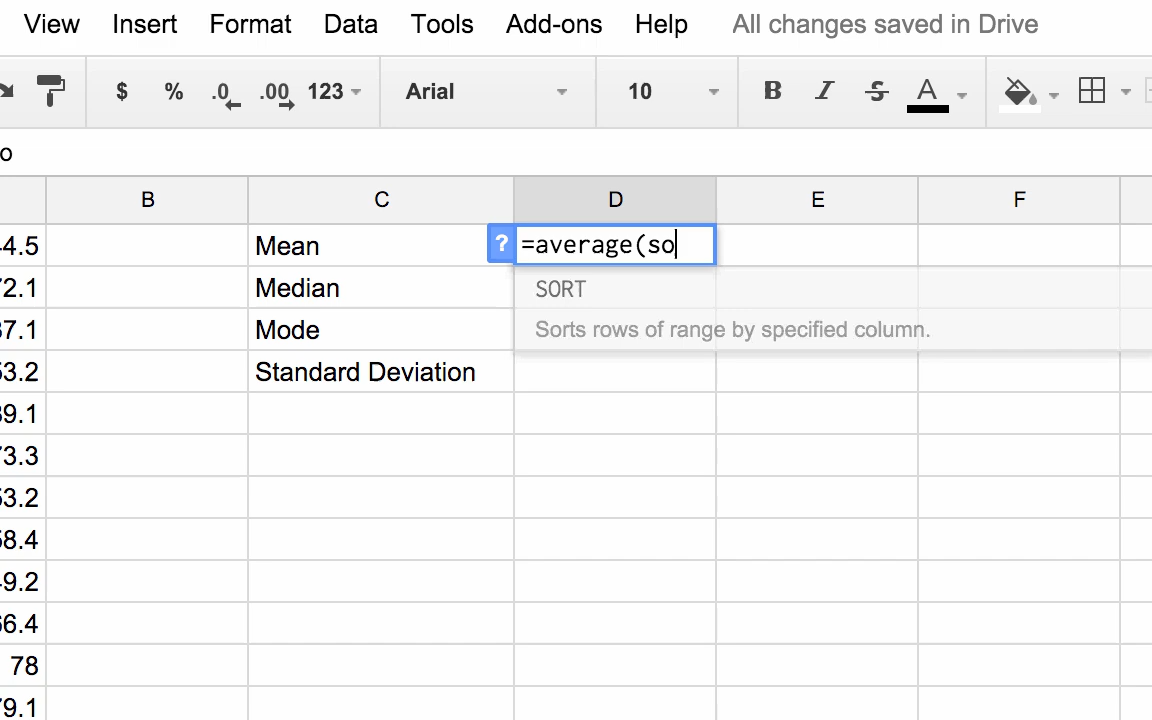 View Insert Format Data Tools Add-ons Help All changes saved in Drive
$ % .0 .00 123 Arial 10 B I S A
o
B C D E F
4.5 Mean ? =average(so
2.1 Median SORT
7.1 Mode Sorts rows of range by specified column.
3.2 Standard Deviation
9.1
3.3
3.2
8.4
9.2
6.4
78
9.1